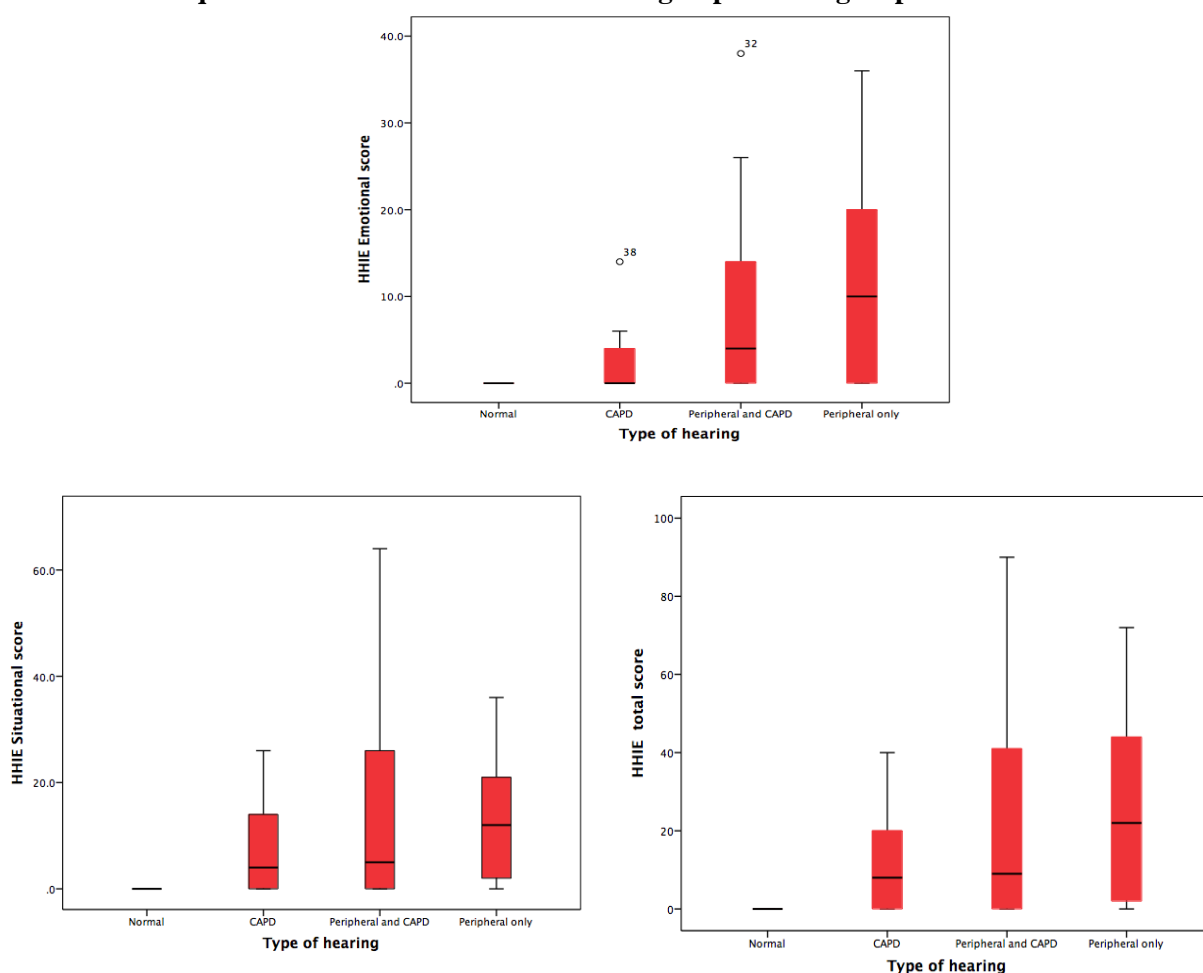 HHIE Emotional score
40.0
30.0
20.0
10.0
.0
32
38
Normal CAPD Peripheral and CAPD Peripheral only
Type of hearing
HHIE Situational score
60.0
40.0
20.0
.0
Normal CAPD Peripheral and CAPD Peripheral only
Type of hearing
HHIE total score
100
80
60
40
20
0
Normal CAPD Peripheral and CAPD Peripheral only
Type of hearing